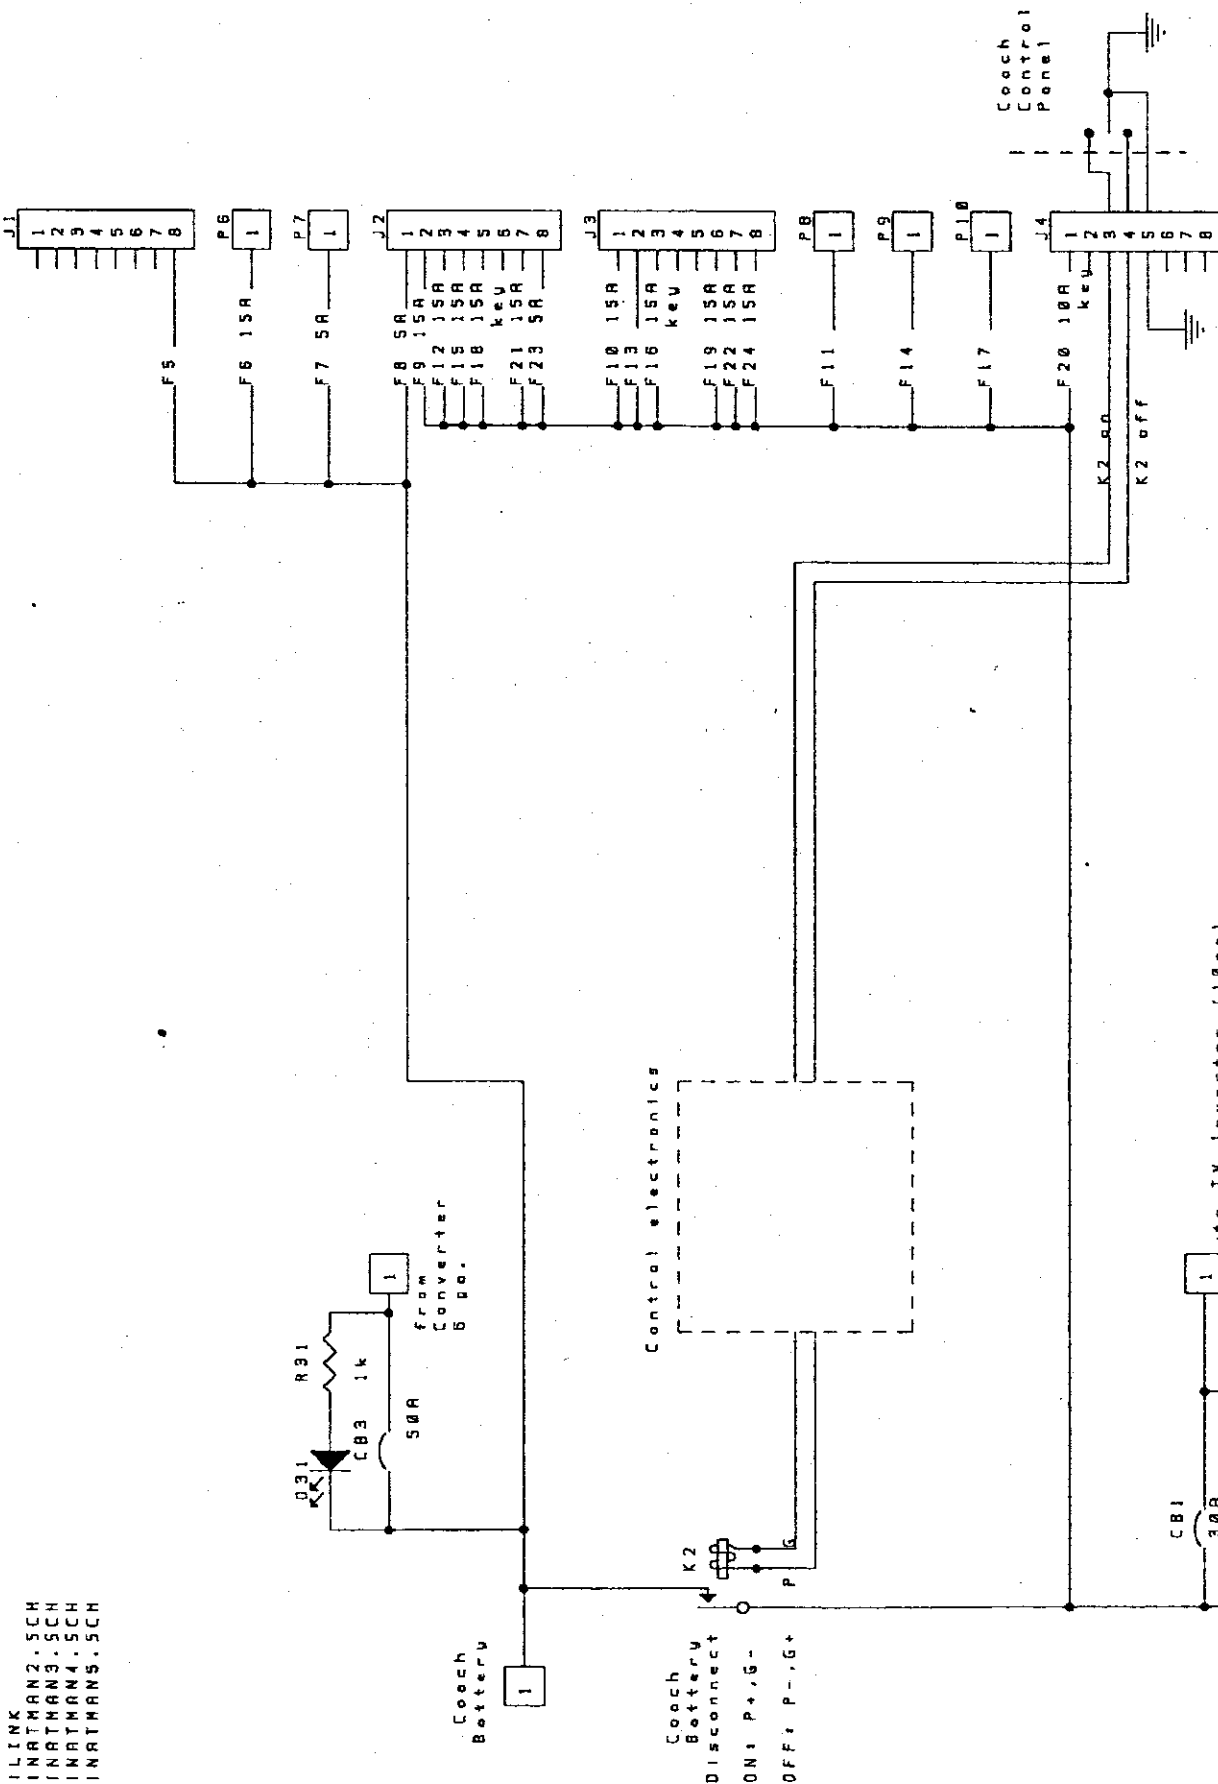 ILINK
INATMAN2.SCH
INATMAN3.SCH
INATMAN4.SCH
INATMAN5.SCH
J1
1
2
3
4
5
6
7
8
F5
P6
1
F6 15A
P7
1
F7 5A
J2
1
2
3
4
5
6
7
8
F8 5A
F9 15A
F12 15A
F15 15A
F18 15A
key
F21 15A
F23 5A
J3
1
2
3
4
5
6
7
8
F10 15A
F13
F16 15A
key
F19 15A
F22 15A
F24 15A
P8
1
F11
P9
1
F14
P10
1
F17
J4
1
2
3
4
5
6
7
8
F20 10A
key
K2 on
K2 off
Coach
Control
Panel
D31
R31
1k
CB3
50A
1
from
Converter
6 ga.
Coach
Battery
1
Control electronics
K2
P
G
Coach
Battery
Disconnect
ON: P+,G-
OFF: P-,G+
CB1
30A
1